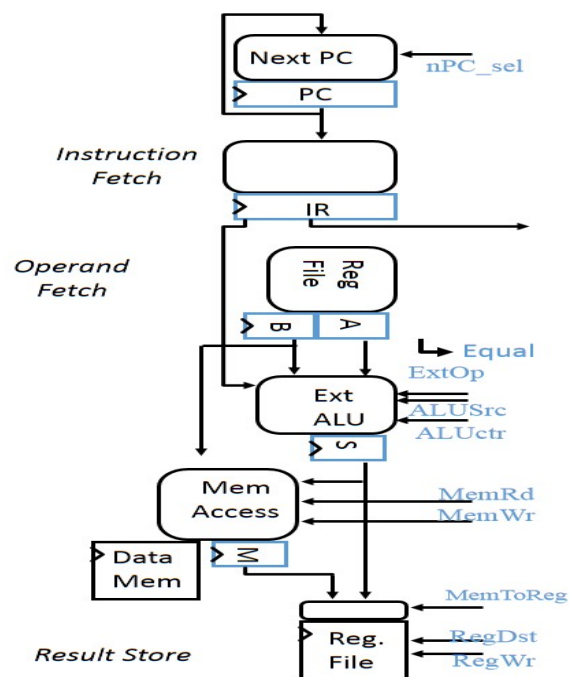 Next PC
nPC_sel
PC
Instruction
Fetch
IR
Operand
Fetch
Reg
File
B
A
Equal
ExtOp
Ext
ALU
ALUSrc
ALUctr
S
Mem
Access
MemRd
MemWr
Data
Mem
M
MemToReg
Reg.
File
RegDst
RegWr
Result Store